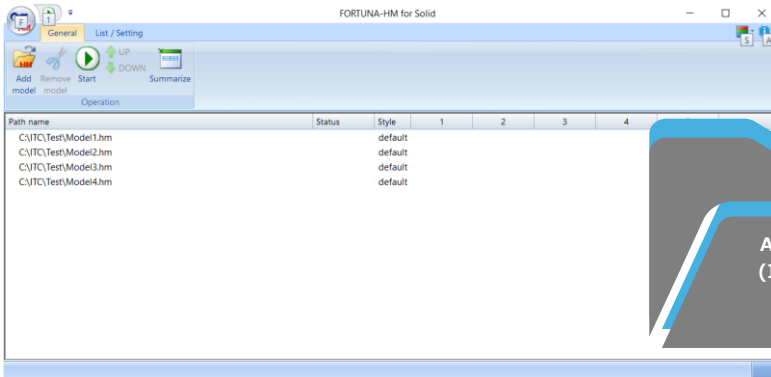 FORTUNA-HM for Solid
F
1
General List / Setting
S
A
Add model
Remove model
Start
UP
DOWN
Summarize
Operation
Path name Status Style 1 2 3 4
C:\ITC\Test\Model1.hm default
C:\ITC\Test\Model2.hm default
C:\ITC\Test\Model3.hm default
C:\ITC\Test\Model4.hm default
A